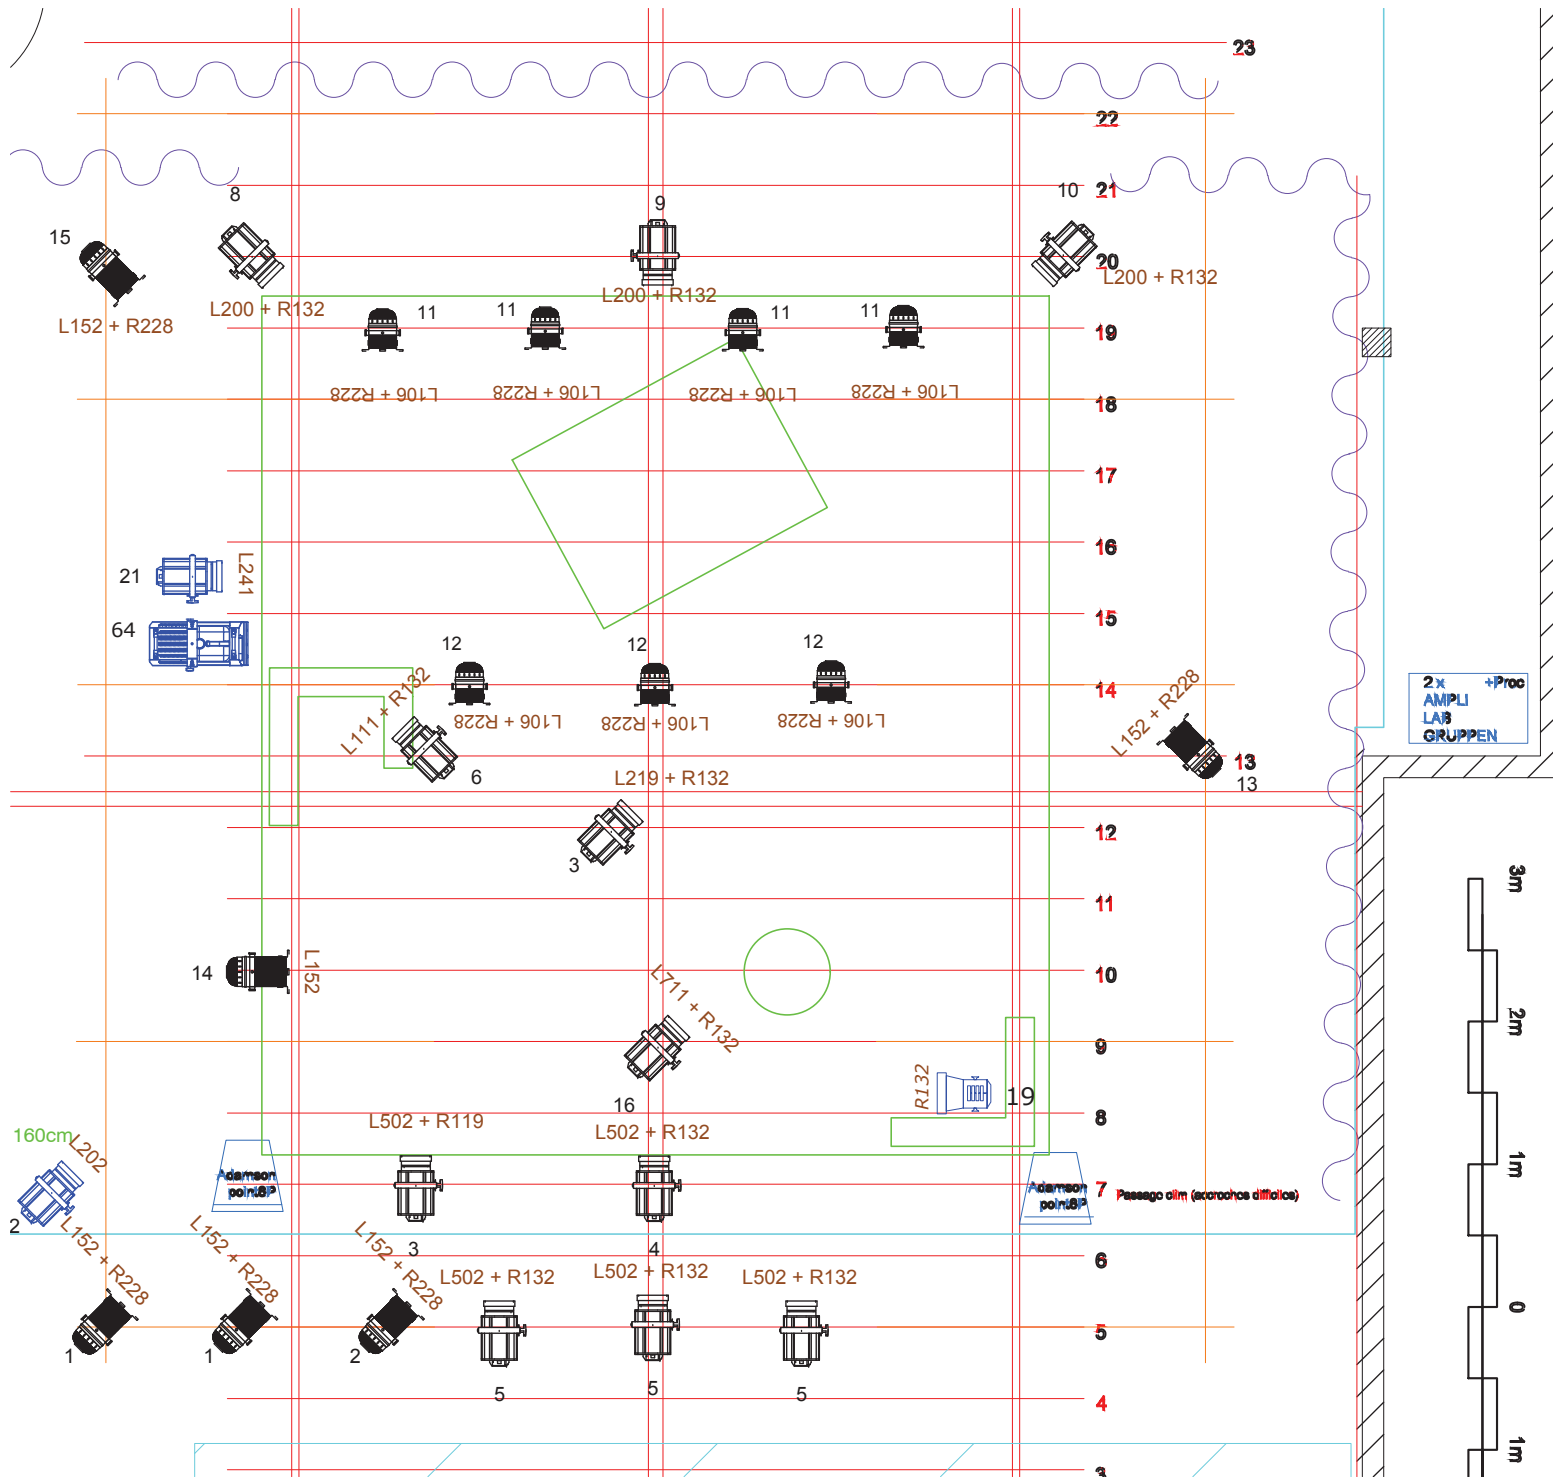 23
22
21
8
9
10
15
20
L200 + R132
L200 + R132
L200 + R132
L152 + R228
11
11
11
11
19
L106 + R228
L106 + R228
L106 + R228
L106 + R228
18
17
16
21
L241
15
64
12
12
12
14
L111 + R132
L106 + R228
L106 + R228
L106 + R228
L152 + R228
2 x +Proc
AMPLI
LAB
GRUPPEN
6
L219 + R132
13
13
12
3
3m
11
14
L152
10
L711 + R132
2m
9
R132
19
16
8
L502 + R119
L502 + R132
160cm
L202
1m
Adamson
point8P
Adamson
point8P
7
Passage clim (accroches difficiles)
2
3
4
6
L152 + R228
L152 + R228
L152 + R228
L502 + R132
L502 + R132
L502 + R132
0
1
1
2
5
5
5
5
4
1m
3